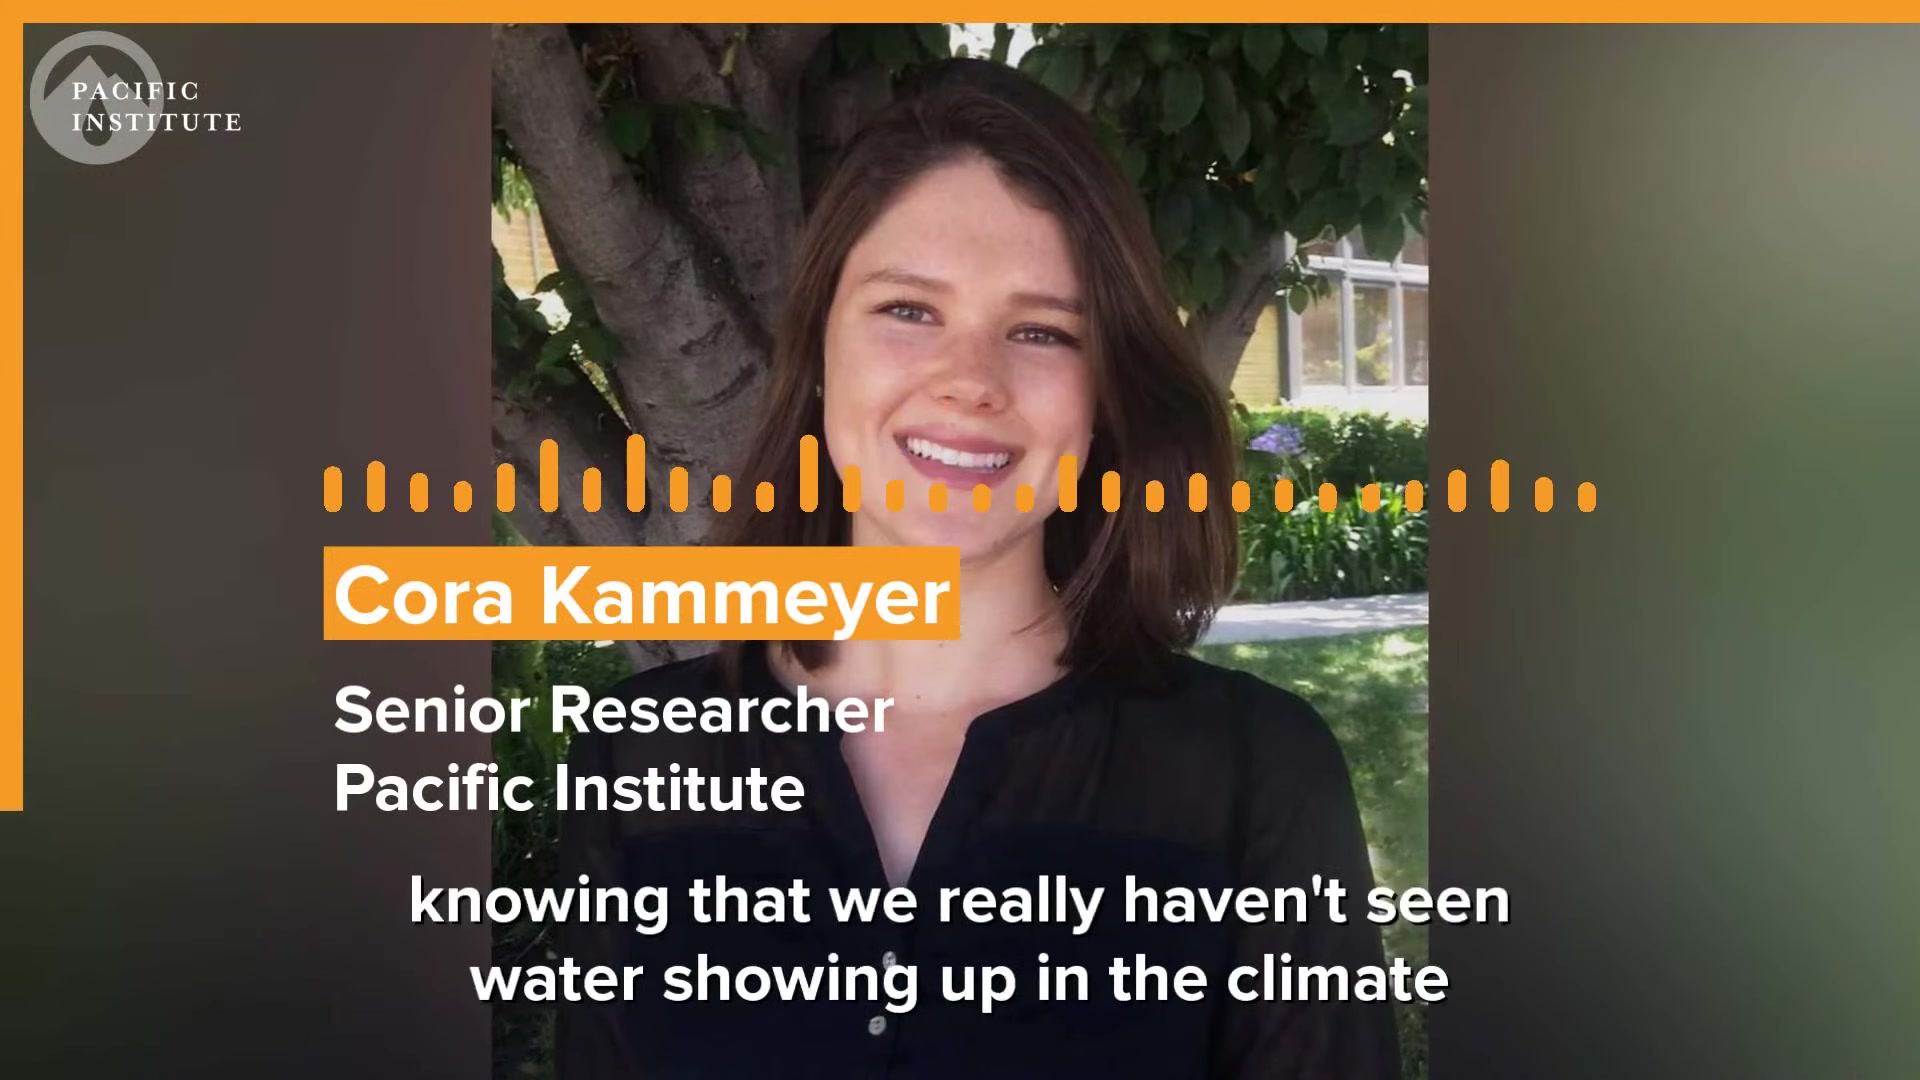 PACIFIC
INSTITUTE
Cora Kammeyer
Senior Researcher
Pacific Institute
knowing that we really haven't seen
water showing up in the climate